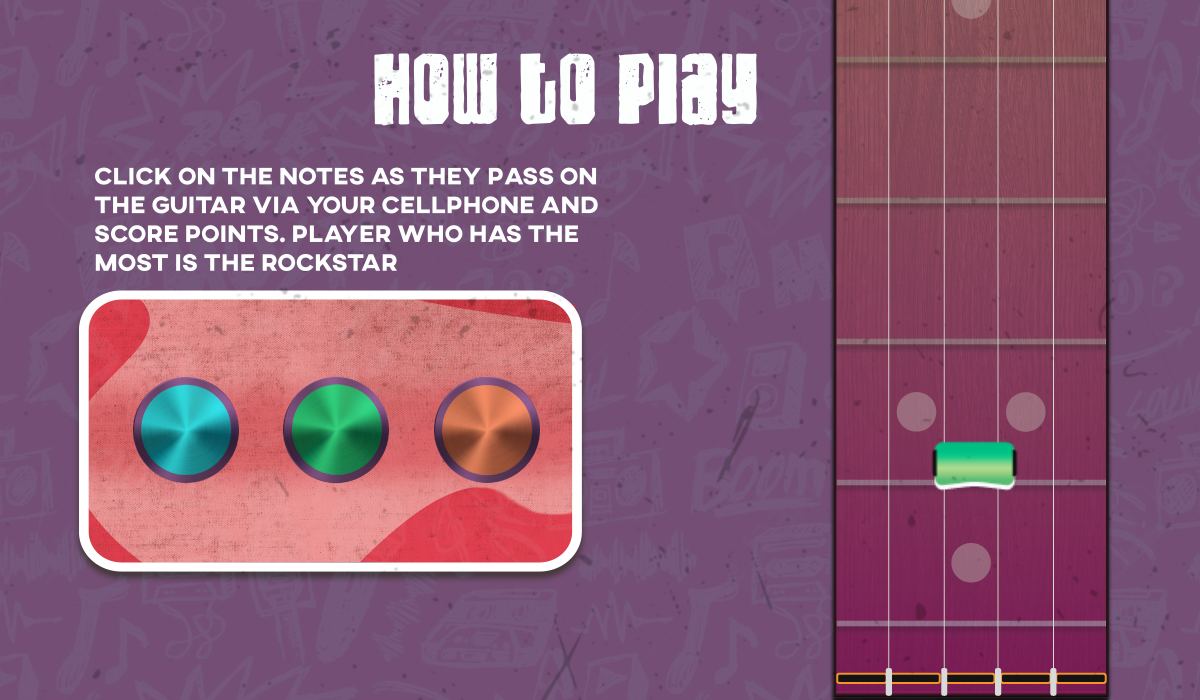 How to Play
CLICK ON THE NOTES AS THEY PASS ON
THE GUITAR VIA YOUR CELLPHONE AND
SCORE POINTS. PLAYER WHO HAS THE
MOST IS THE ROCKSTAR